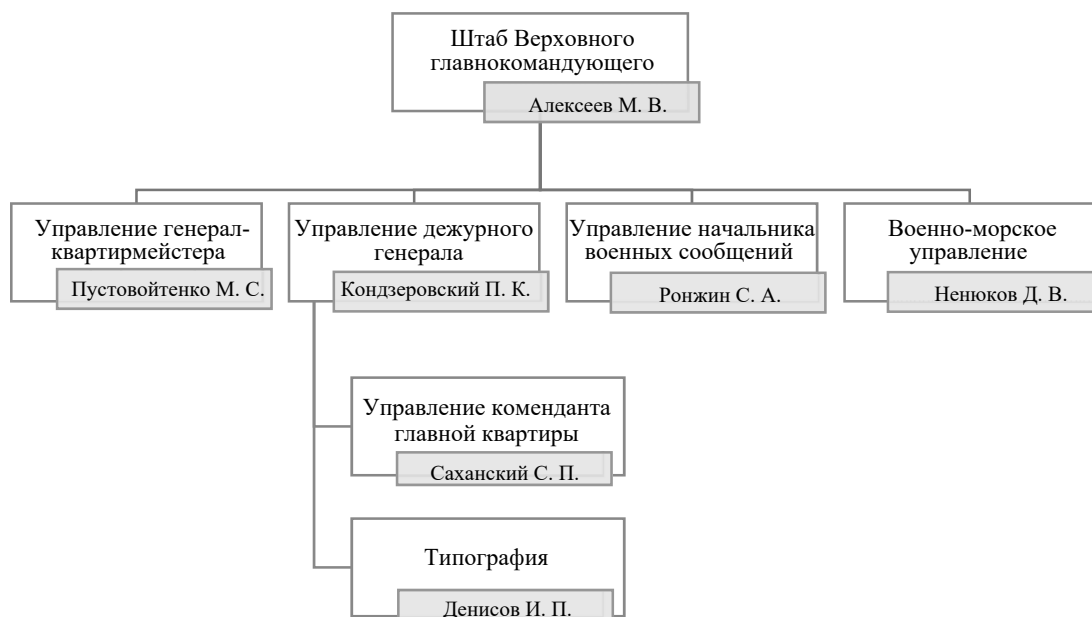 Штаб Верховного
главнокомандующего
Алексеев М. В.
Управление генерал-
квартирмейстера
Пустовойтенко М. С.
Управление дежурного
генерала
Кондзеровский П. К.
Управление начальника
военных сообщений
Ронжин С. А.
Военно-морское
управление
Ненюков Д. В.
Управление коменданта
главной квартиры
Саханский С. П.
Типография
Денисов И. П.